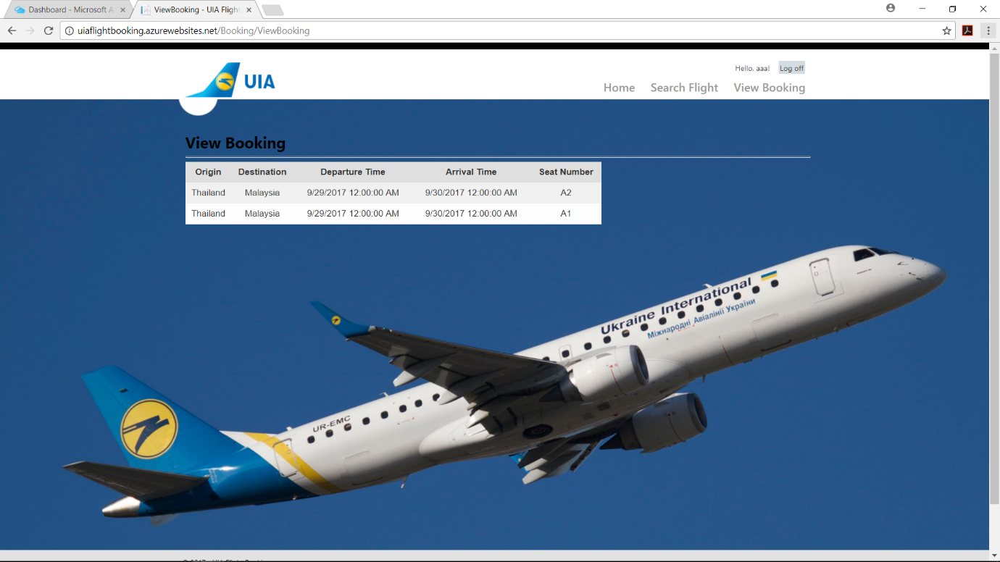 Dashboard - Microsoft A
ViewBooking - UIA Flight
uiaflightbooking.azurewebsites.net/Booking/ViewBooking
Hello, aaa! Log off
UIA
Home Search Flight View Booking
View Booking
Origin Destination Departure Time Arrival Time Seat Number
Thailand Malaysia 9/29/2017 12:00:00 AM 9/30/2017 12:00:00 AM A2
Thailand Malaysia 9/29/2017 12:00:00 AM 9/30/2017 12:00:00 AM A1
Ukraine International
Міжнародні Авіалінії України
UR-EMC